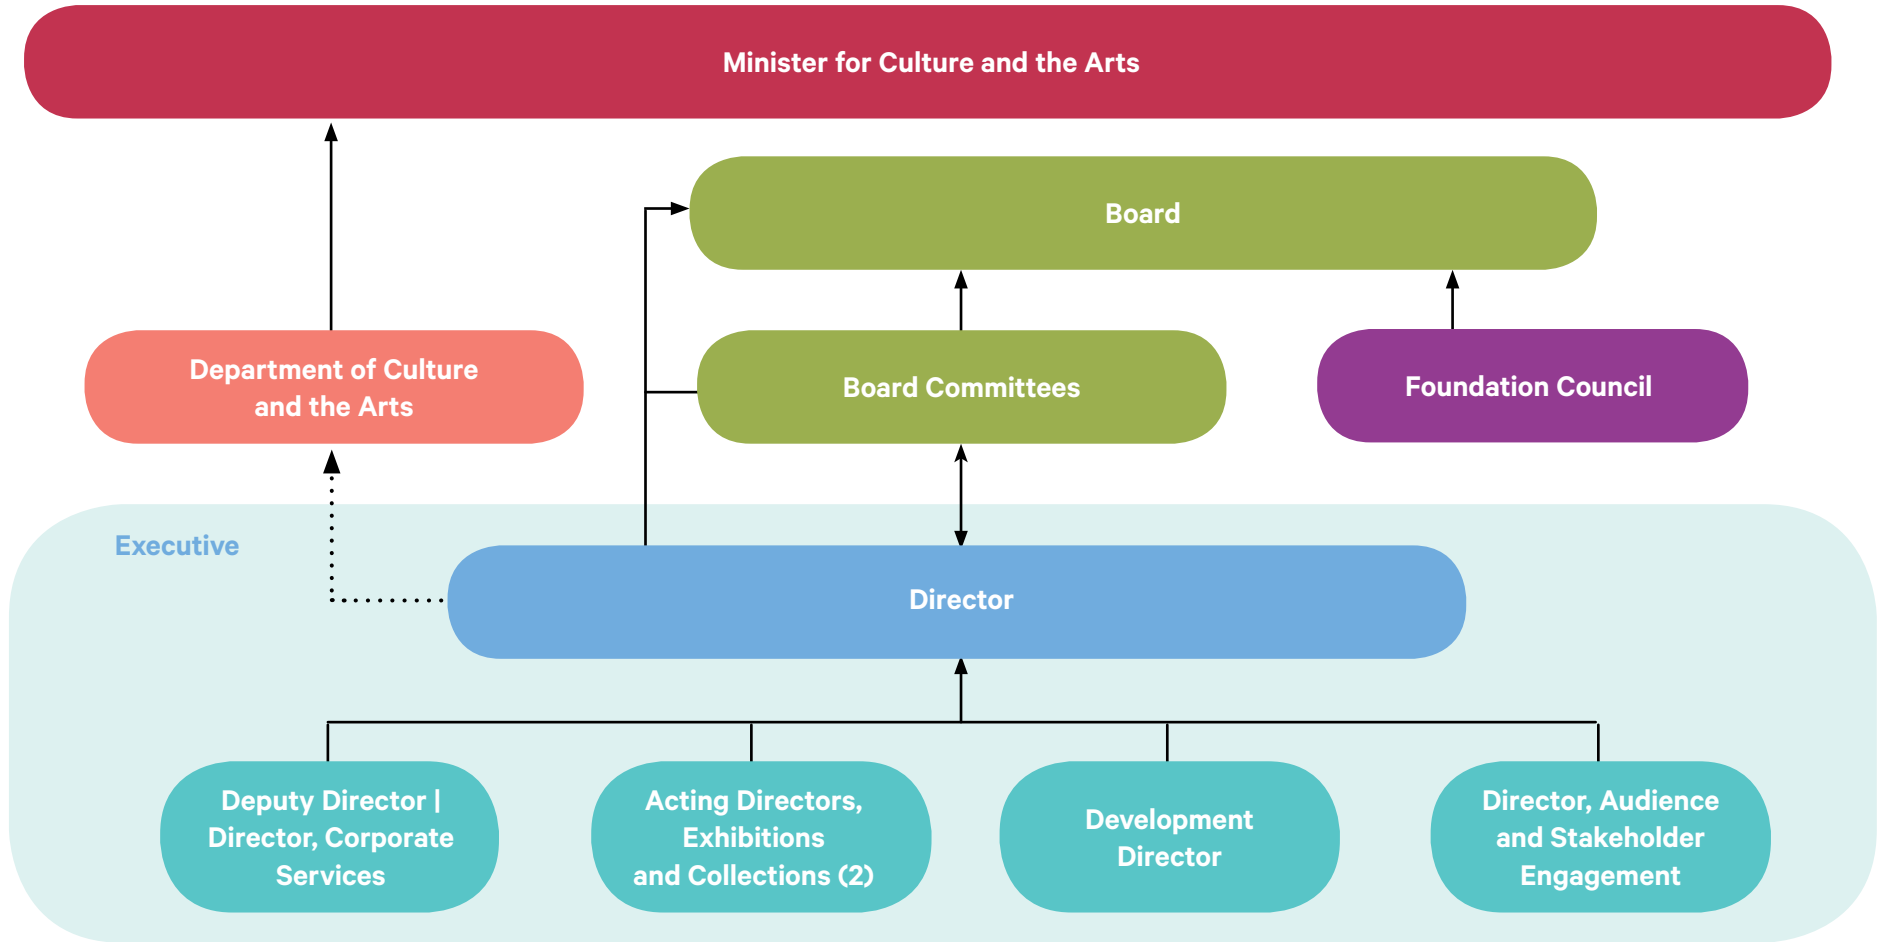 Minister for Culture and the Arts
Board
Department of Culture
and the Arts
Board Committees
Foundation Council
Executive
Director
Deputy Director |
Director, Corporate
Services
Acting Directors,
Exhibitions
and Collections (2)
Development
Director
Director, Audience
and Stakeholder
Engagement